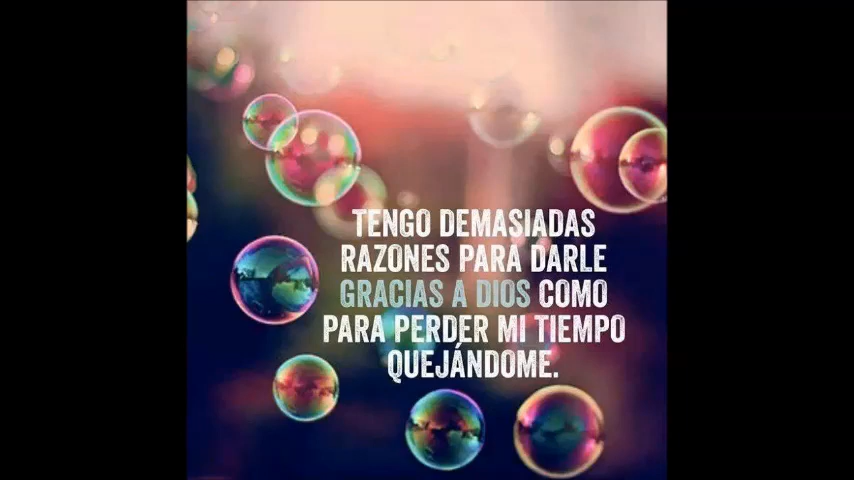 TENGO DEMASIADAS
RAZONES PARA DARLE
GRACIAS A DIOS COMO
PARA PERDER MI TIEMPO
QUEJÁNDOME.